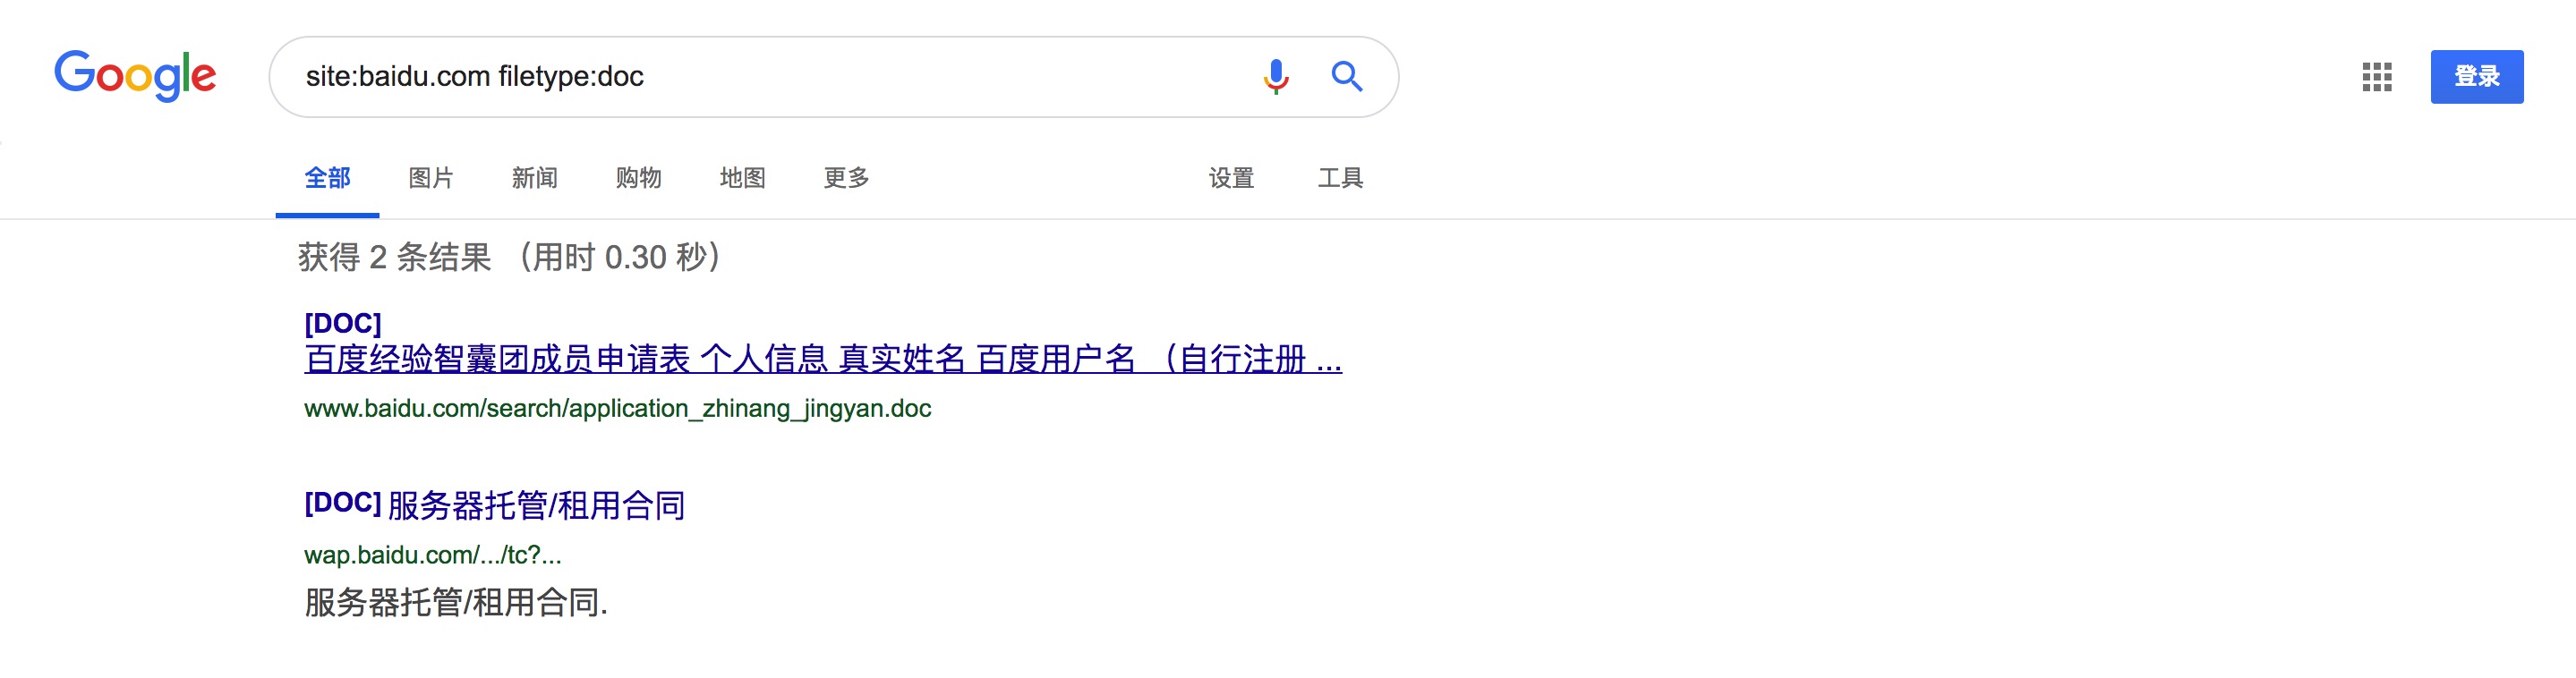 Google
site:baidu.com filetype:doc
登录
全部 图片 新闻 购物 地图 更多 设置 工具
获得 2 条结果 （用时 0.30 秒）
[DOC]
百度经验智囊团成员申请表 个人信息 真实姓名 百度用户名 （自行注册 ...
www.baidu.com/search/application_zhinang_jingyan.doc
[DOC] 服务器托管/租用合同
wap.baidu.com/.../tc?...
服务器托管/租用合同.